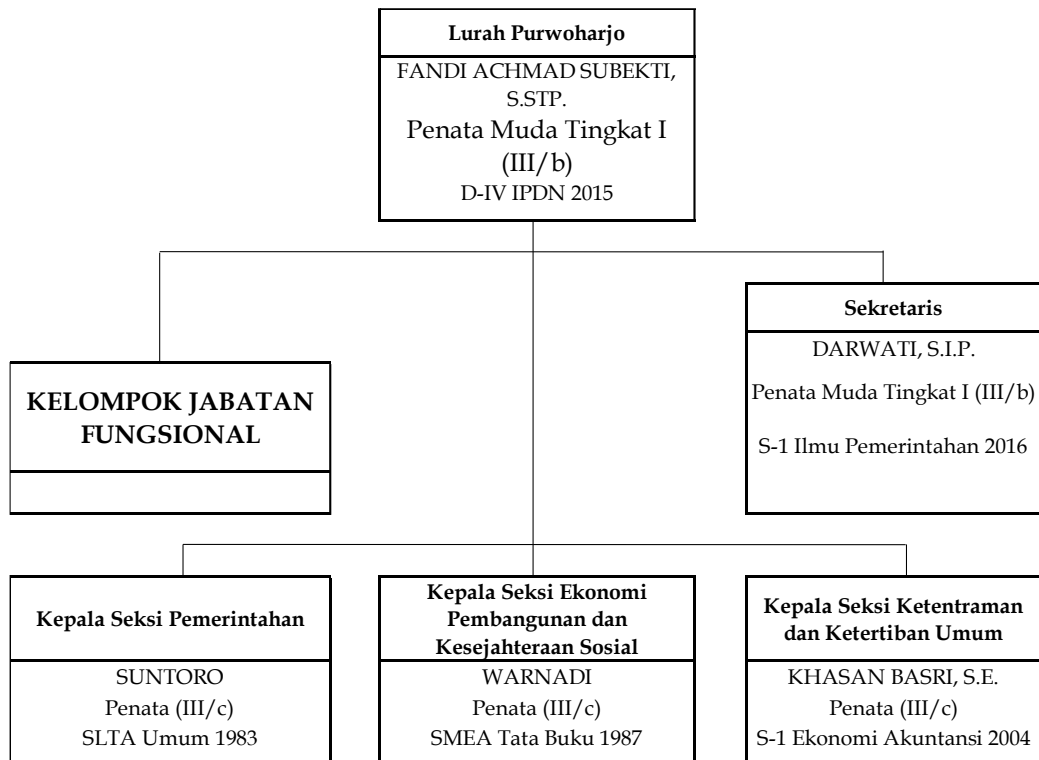 Lurah Purwoharjo
FANDI ACHMAD SUBEKTI,
S.STP.
Penata Muda Tingkat I
(III/b)
D-IV IPDN 2015
Sekretaris
DARWATI, S.I.P.
Penata Muda Tingkat I (III/b)
S-1 Ilmu Pemerintahan 2016
KELOMPOK JABATAN
FUNGSIONAL
Kepala Seksi Pemerintahan
SUNTORO
Penata (III/c)
SLTA Umum 1983
Kepala Seksi Ekonomi
Pembangunan dan
Kesejahteraan Sosial
WARNADI
Penata (III/c)
SMEA Tata Buku 1987
Kepala Seksi Ketentraman
dan Ketertiban Umum
KHASAN BASRI, S.E.
Penata (III/c)
S-1 Ekonomi Akuntansi 2004